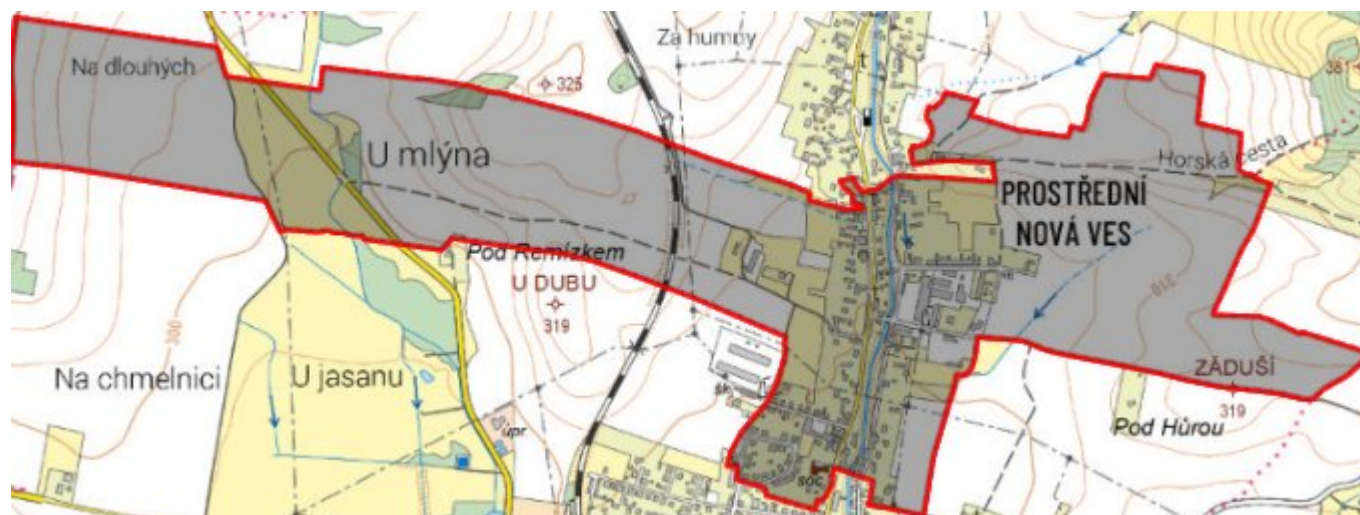 Za humny
325
Na dlouhých
381
U mlýna
Horská cesta
PROSTŘEDNÍ
NOVÁ VES
Pod Remízkem
U DUBU
319
310
300
Na chmelnici
U jasanu
ZÁDUŠÍ
319
Pod Hůrou
šk
úpr
soc